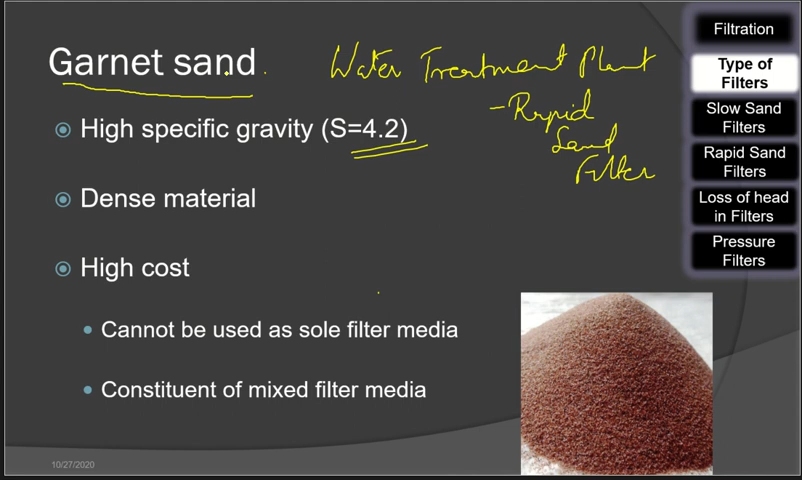 Garnet sand
Water Treatment Plant
- Rapid
Sand
Filter
High specific gravity (S=4.2)
Dense material
High cost
Cannot be used as sole filter media
Constituent of mixed filter media
10/27/2020
Filtration
Type of
Filters
Slow Sand
Filters
Rapid Sand
Filters
Loss of head
in Filters
Pressure
Filters